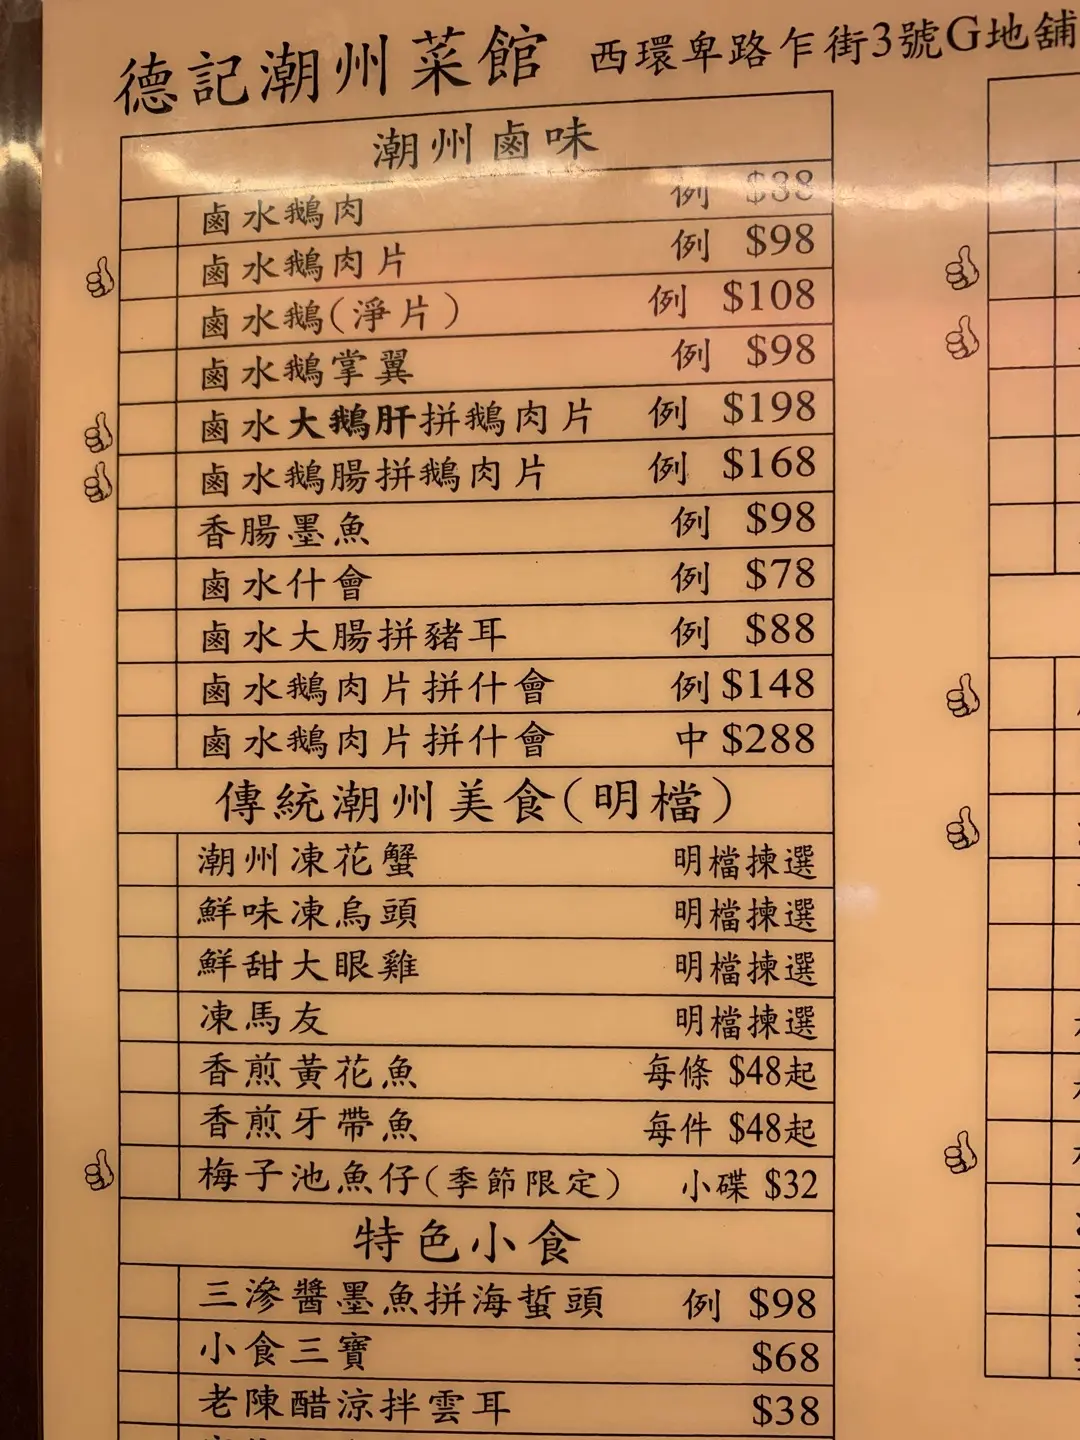 德記潮州菜館 西環卑路乍街3號G地舖
潮州鹵味
鹵水鵝肉 例 $38
鹵水鵝肉片 例 $98
鹵水鵝(淨片) 例 $108
鹵水鵝掌翼 例 $98
鹵水大鵝肝拼鵝肉片 例 $198
鹵水鵝腸拼鵝肉片 例 $168
香腸墨魚 例 $98
鹵水什會 例 $78
鹵水大腸拼豬耳 例 $88
鹵水鵝肉片拼什會 例 $148
鹵水鵝肉片拼什會 中 $288
傳統潮州美食(明檔)
潮州凍花蟹 明檔揀選
鮮味凍烏頭 明檔揀選
鮮甜大眼雞 明檔揀選
凍馬友 明檔揀選
香煎黃花魚 每條 $48起
香煎牙帶魚 每件 $48起
梅子池魚仔(季節限定) 小碟 $32
特色小食
三滲醬墨魚拼海蜇頭 例 $98
小食三寶 $68
老陳醋涼拌雲耳 $38